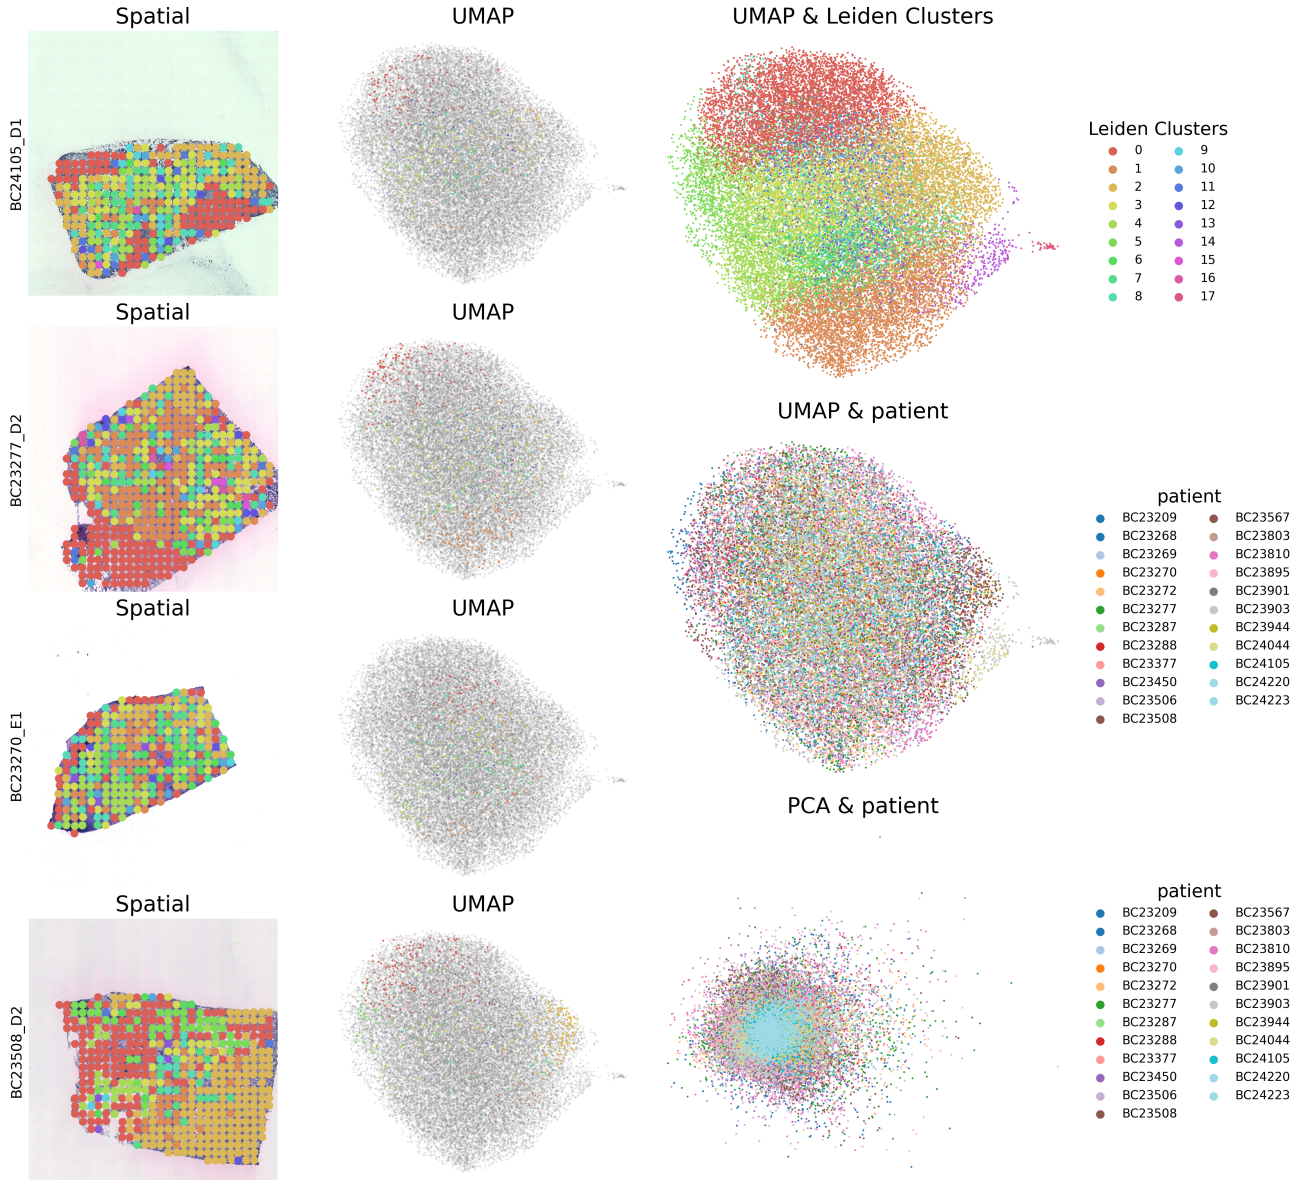 Spatial
UMAP
UMAP & Leiden Clusters
BC24105_D1
Leiden Clusters
0 9
1 10
2 11
3 12
4 13
5 14
6 15
7 16
8 17
Spatial
UMAP
BC23277_D2
UMAP & patient
patient
BC23209 BC23567
BC23268 BC23803
BC23269 BC23810
BC23270 BC23895
BC23272 BC23901
BC23277 BC23903
BC23287 BC23944
BC23288 BC24044
BC23377 BC24105
BC23450 BC24220
BC23506 BC24223
BC23508
Spatial
UMAP
BC23270_E1
PCA & patient
patient
BC23209 BC23567
BC23268 BC23803
BC23269 BC23810
BC23270 BC23895
BC23272 BC23901
BC23277 BC23903
BC23287 BC23944
BC23288 BC24044
BC23377 BC24105
BC23450 BC24220
BC23506 BC24223
BC23508
Spatial
UMAP
BC23508_D2